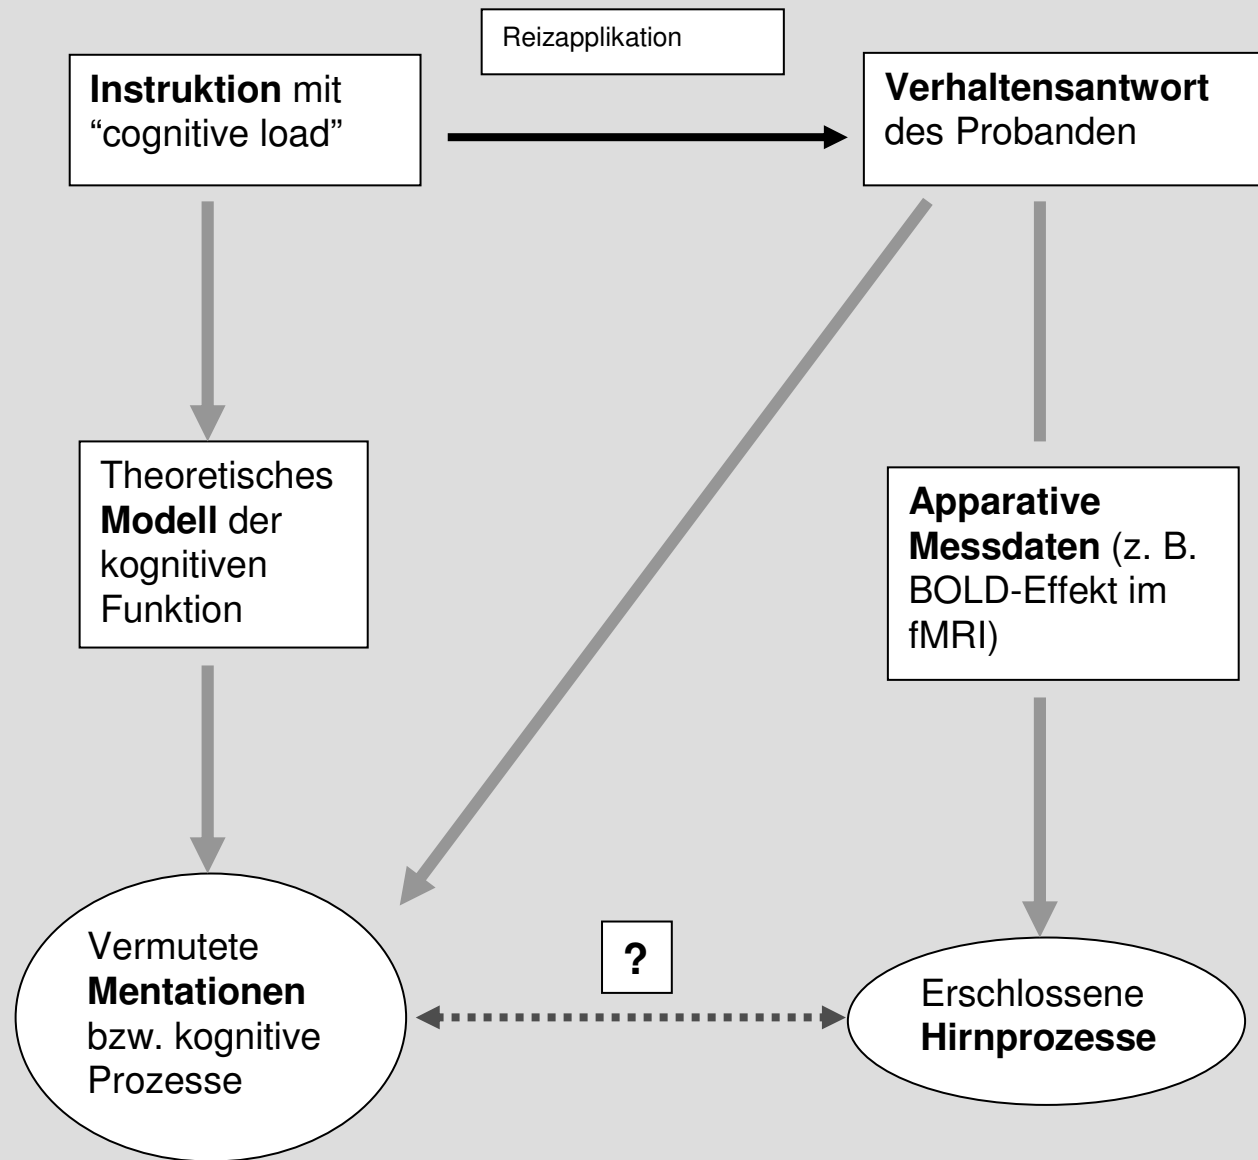 Reizapplikation
Instruktion mit
“cognitive load”
Verhaltensantwort
des Probanden
Theoretisches
Modell der
kognitiven
Funktion
Apparative
Messdaten (z. B.
BOLD-Effekt im
fMRI)
Vermutete
Mentationen
bzw. kognitive
Prozesse
?
Erschlossene
Hirnprozesse